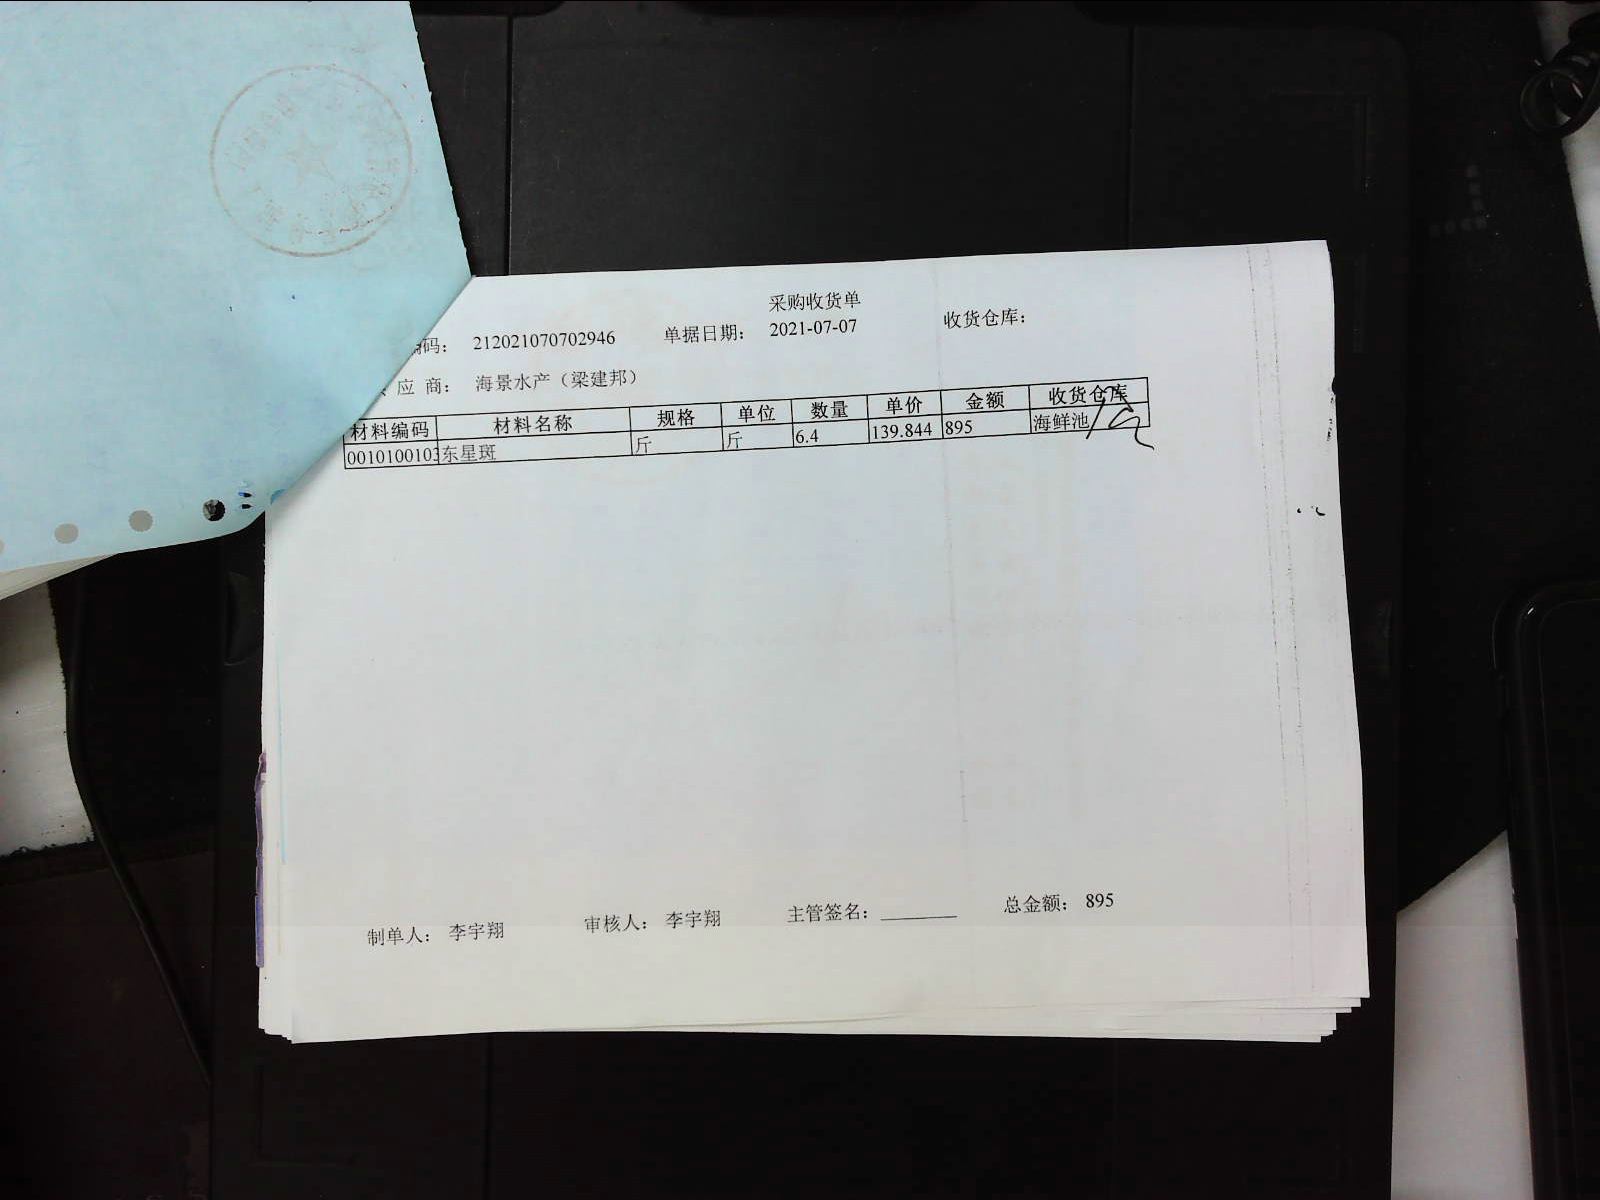 采购收货单
编码： 212021070702946 单据日期： 2021-07-07 收货仓库：
应 商： 海景水产（梁建邦）
材料编码 材料名称 规格 单位 数量 单价 金额 收货仓库
0010100103 东星斑 斤 斤 6.4 139.844 895 海鲜池
制单人： 李宇翔 审核人： 李宇翔 主管签名： 总金额： 895